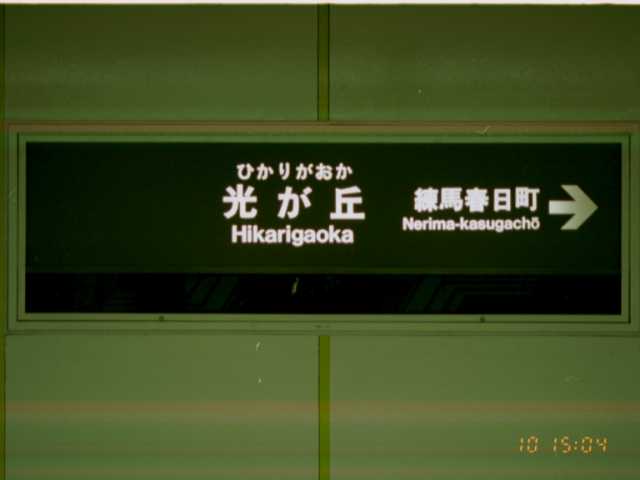 ひかりがおか
光が丘
Hikarigaoka
練馬春日町
Nerima-kasugachō
10 15:04